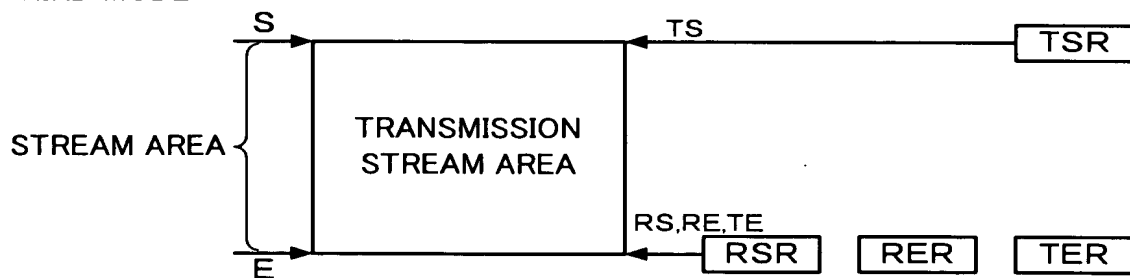 S
TS
TSR
STREAM AREA
TRANSMISSION
STREAM AREA
RS,RE,TE
RSR
RER
TER
E